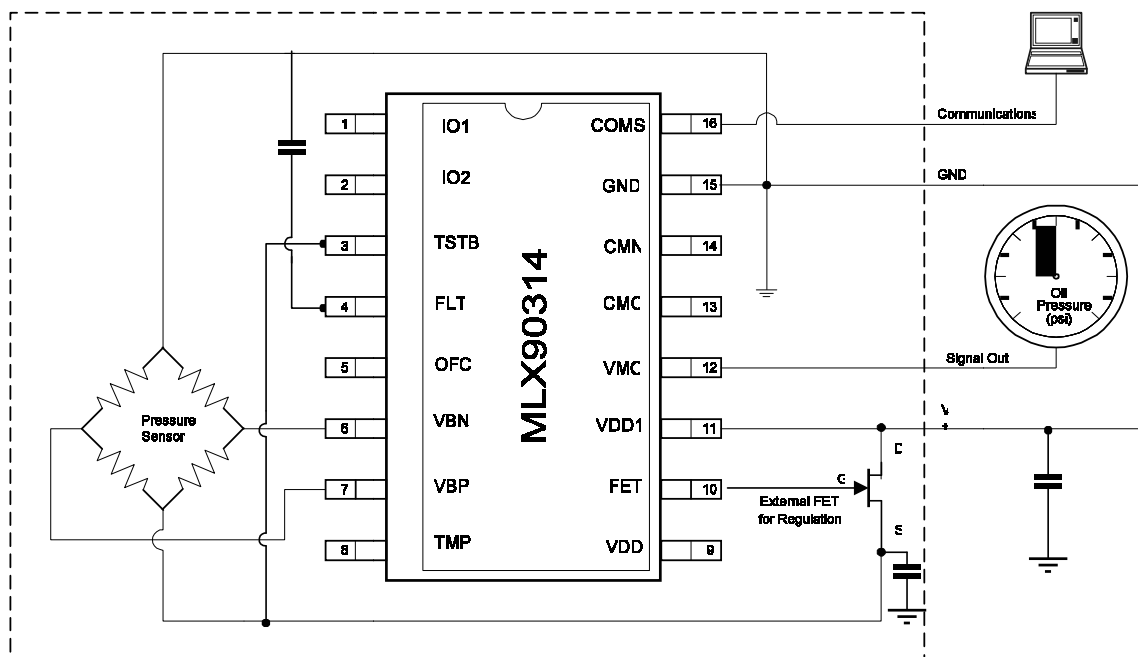 Communications
1 IO1 COMS 16
2 IO2 GND 15
GND
3 TSTB CMN 14
4 FLT CMO 13
Oil
Pressure
(psi)
5 OFC VMO 12
Signal Out
MLX90314
Pressure
Sensor
6 VBN VDD1 11
V
+
D
7 VBP FET 10
G
External FET
for Regulation
S
8 TMP VDD 9